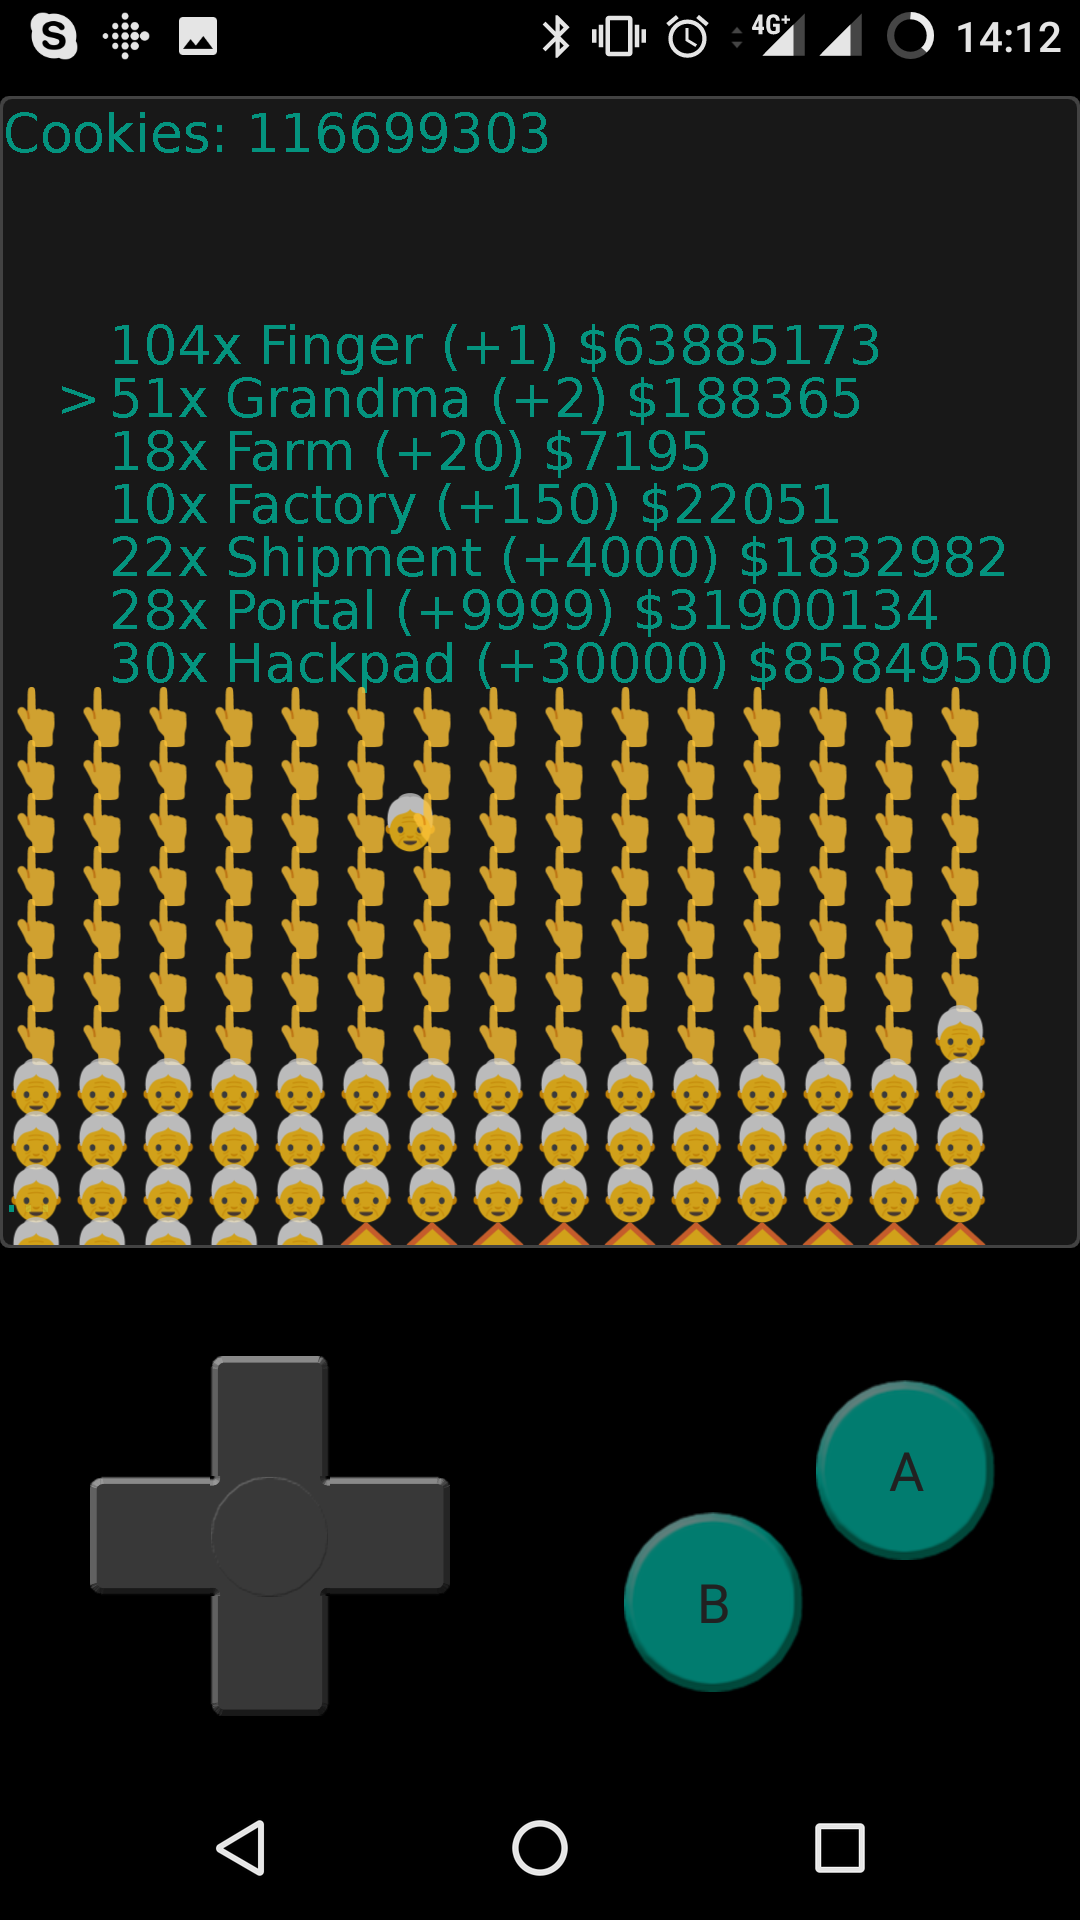 S 4G+ 14:12
Cookies: 116699303
104x Finger (+1) $63885173
> 51x Grandma (+2) $188365
18x Farm (+20) $7195
10x Factory (+150) $22051
22x Shipment (+4000) $1832982
28x Portal (+9999) $31900134
30x Hackpad (+30000) $85849500
A
B